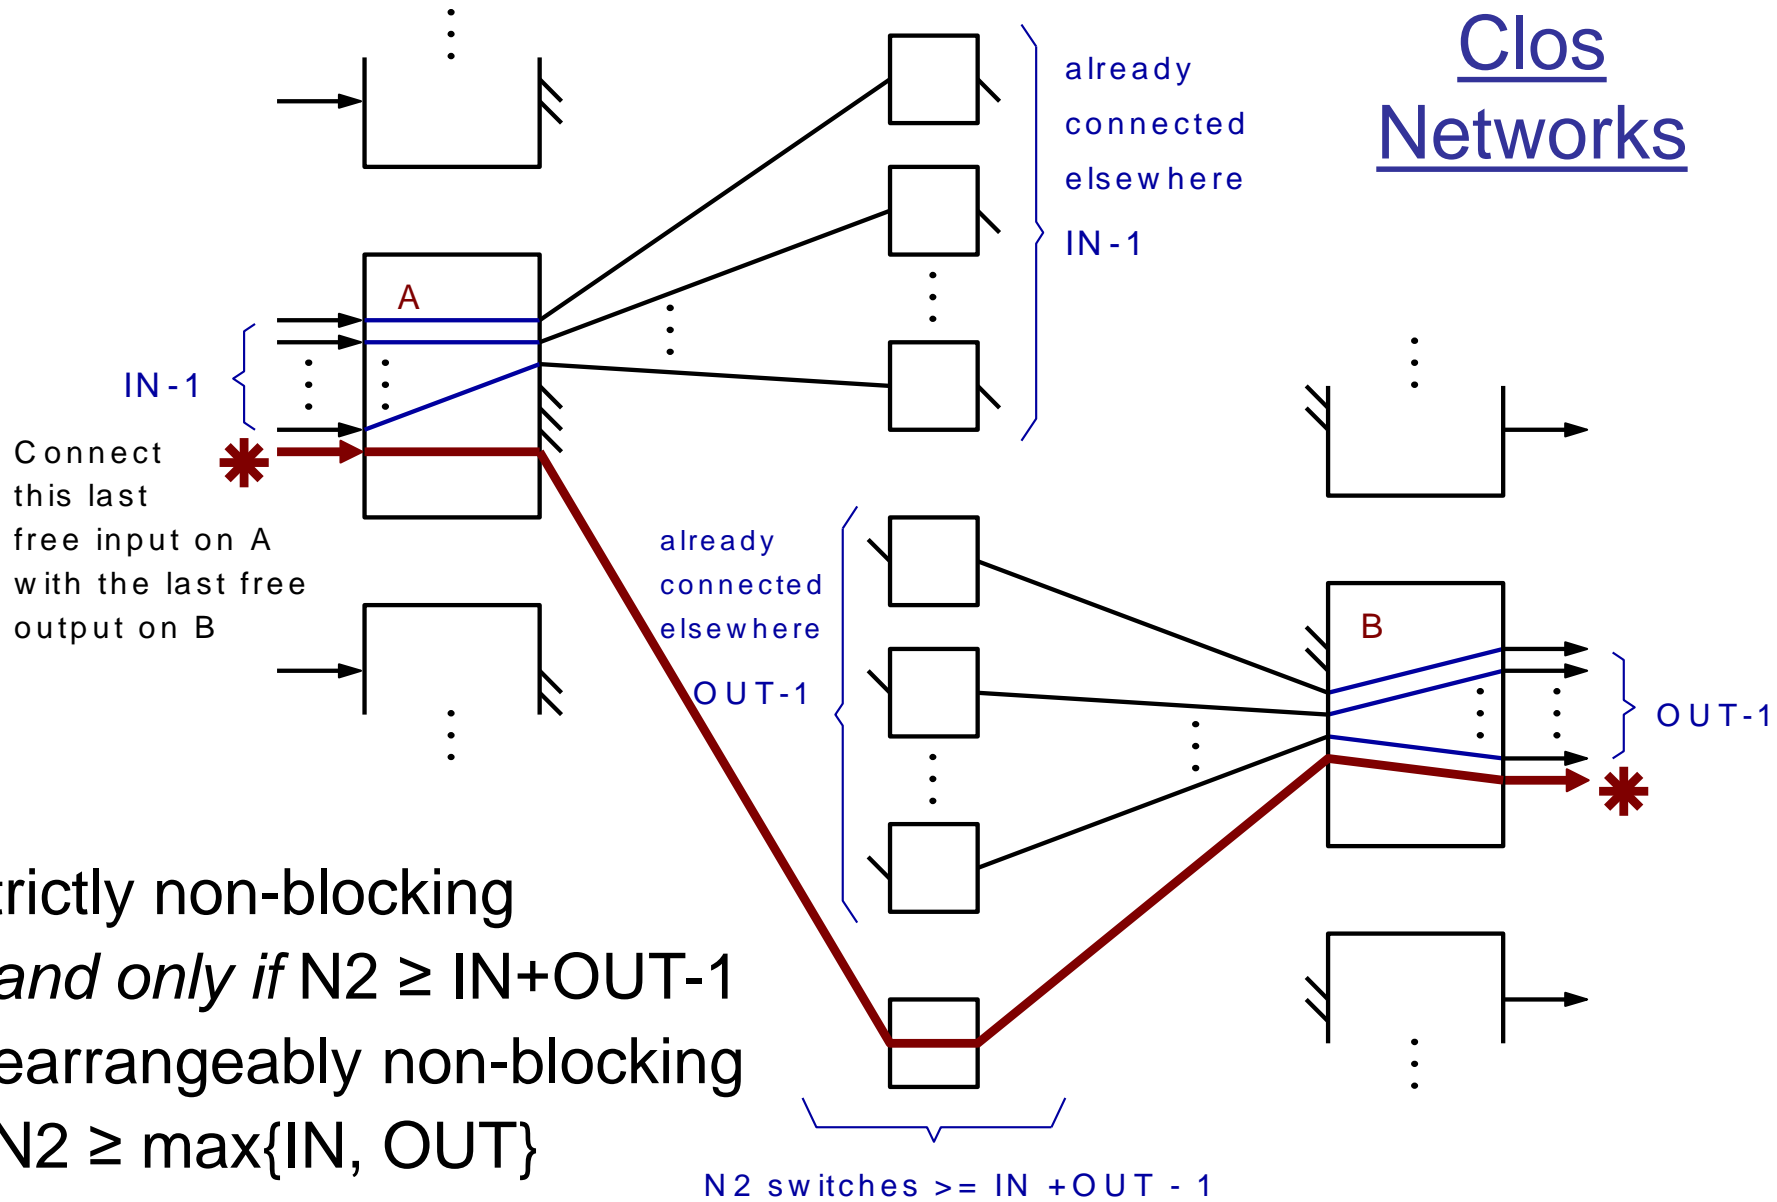 Clos
Networks
already
connected
elsewhere
IN-1
A
IN-1
Connect
this last
free input on A
with the last free
output on B
already
connected
elsewhere
OUT-1
B
OUT-1
trictly non-blocking
and only if N2 ≥ IN+OUT-1
earrangeably non-blocking
N2 ≥ max{IN, OUT}
N2 switches >= IN +OUT - 1